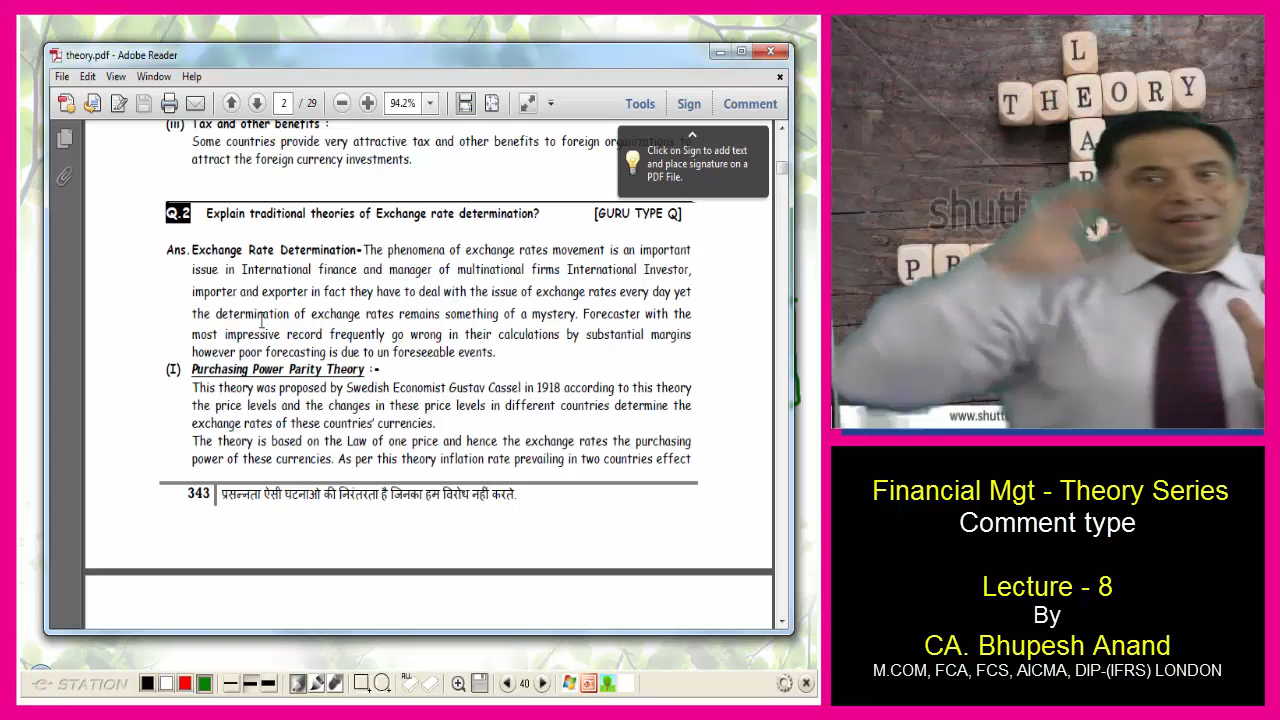 theory.pdf - Adobe Reader
File Edit View Window Help
2 / 29 94.2% Tools Sign Comment
(iii) Tax and other benefits :
Some countries provide very attractive tax and other benefits to foreign organizations to
attract the foreign currency investments.
Click on Sign to add text
and place signature on a
PDF File.
Q.2 Explain traditional theories of Exchange rate determination? [GURU TYPE Q]
Ans. Exchange Rate Determination- The phenomena of exchange rates movement is an important
issue in International finance and manager of multinational firms International Investor,
importer and exporter in fact they have to deal with the issue of exchange rates every day yet
the determination of exchange rates remains something of a mystery. Forecaster with the
most impressive record frequently go wrong in their calculations by substantial margins
however poor forecasting is due to un foreseeable events.
(I) Purchasing Power Parity Theory :-
This theory was proposed by Swedish Economist Gustav Cassel in 1918 according to this theory
the price levels and the changes in these price levels in different countries determine the
exchange rates of these countries' currencies.
The theory is based on the Law of one price and hence the exchange rates the purchasing
power of these currencies. As per this theory inflation rate prevailing in two countries effect
343 प्रसन्नता ऐसी घटनाओ की निरंतरता है जिनका हम विरोध नहीं करते.
e-STATION
ALL
40
L
THEORY
A
R
P
shutt
www.shutt
Financial Mgt - Theory Series
Comment type
Lecture - 8
By
CA. Bhupesh Anand
M.COM, FCA, FCS, AICMA, DIP-(IFRS) LONDON